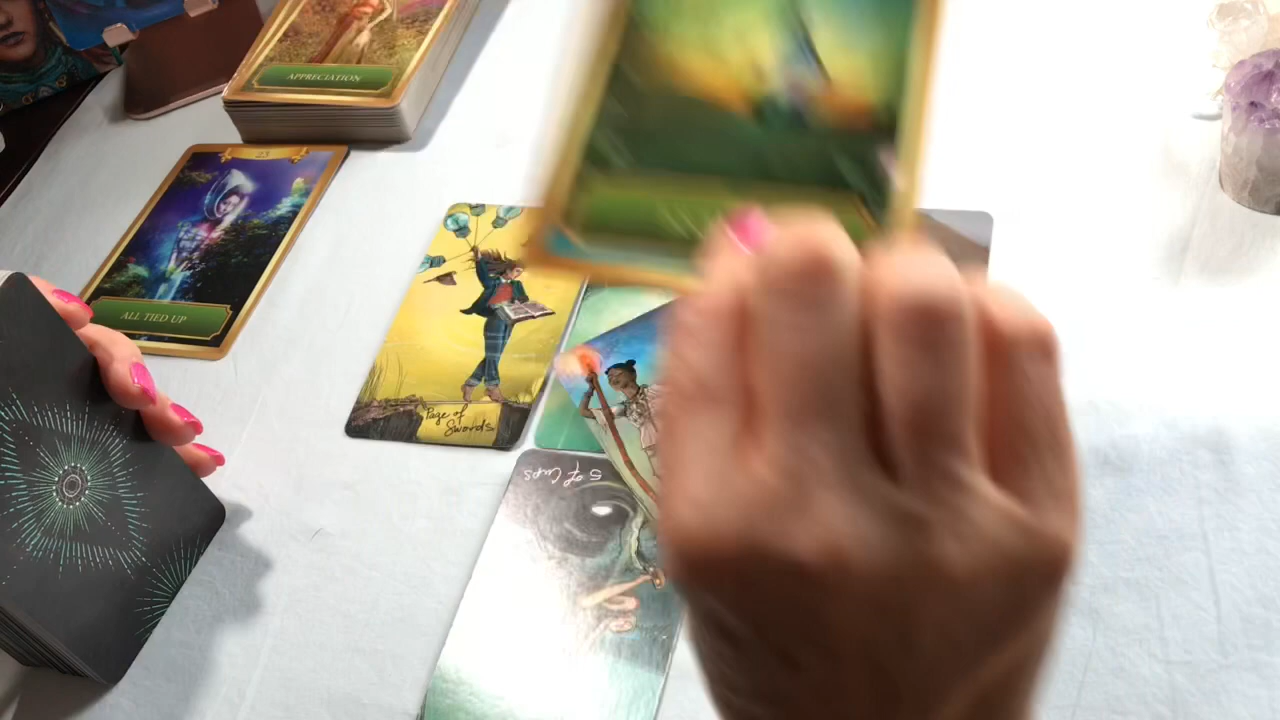 APPRECIATION
23
ALL TIED UP
Page of
Swords
5 of Cups